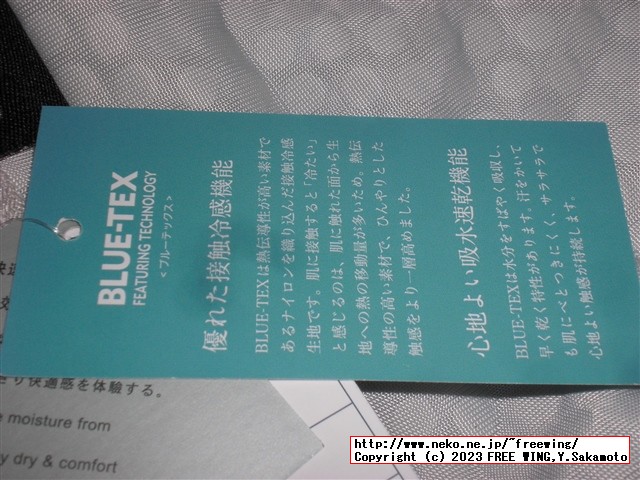 BLUE-TEX
FEATURING TECHNOLOGY
<ブルーテックス>
優れた接触冷感機能
BLUE-TEXは熱伝導性が高い素材で
あるナイロンを織り込んだ接触冷感
生地です。肌に接触すると「冷たい」
と感じるのは、肌に触れた面から生
地への熱の移動量が多いため。熱伝
導性の高い素材で、ひんやりとした
触感をより一層高めました。
心地よい吸水速乾機能
BLUE-TEXは水分をすばやく吸収し、
早く乾く特性があります。汗をかいて
も肌にべとつきにくく、サラサラで
心地よい触感が持続します。
り快適感を体験する。
moisture from
dry & comfort
http://www.neko.ne.jp/~freewing/
Copyright (c) 2023 FREE WING,Y.Sakamoto